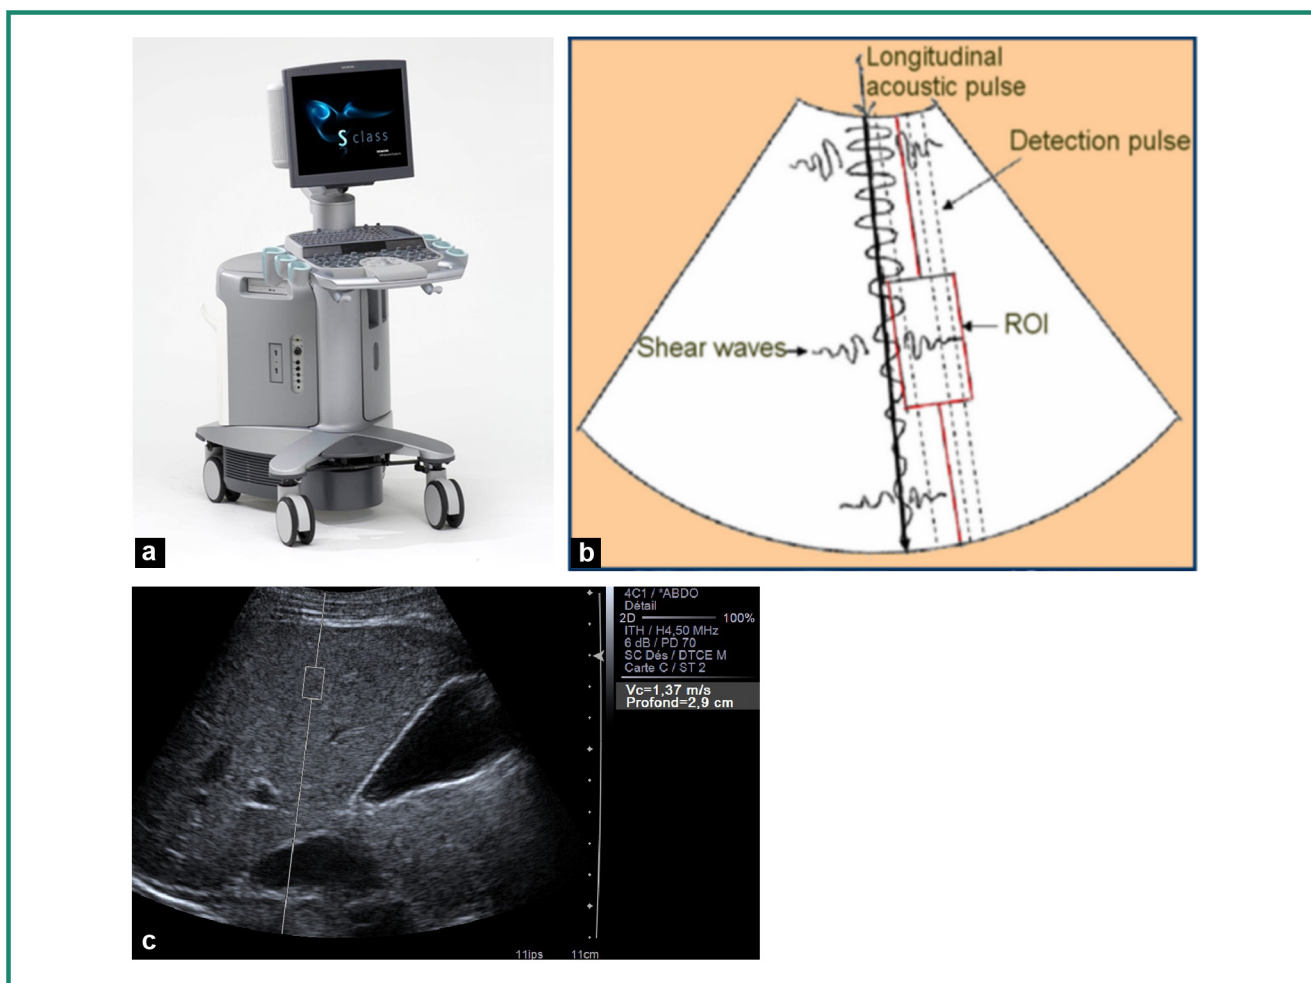 S class
a
Longitudinal
acoustic pulse
Detection pulse
ROI
Shear waves
b
4C1 / *ABDO
Détail
2D 100%
ITH / H4,50 MHz
6 dB / PD 70
SC Dés / DTCE M
Carte C / ST 2
Vc=1,37 m/s
Profond=2,9 cm
11ips 11cm
c